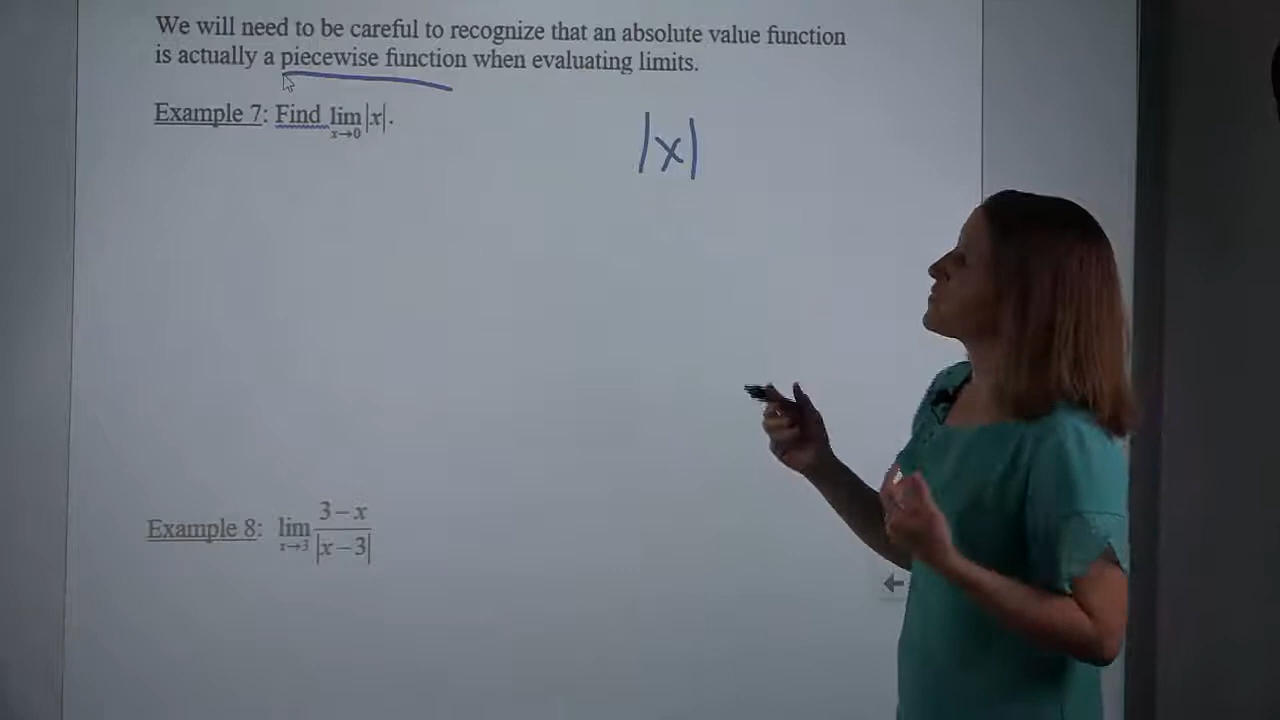 We will need to be careful to recognize that an absolute value function
is actually a piecewise function when evaluating limits.
Example 7: Find lim x→0 |x|.
|x|
Example 8: lim x→3 3−x / |x−3|